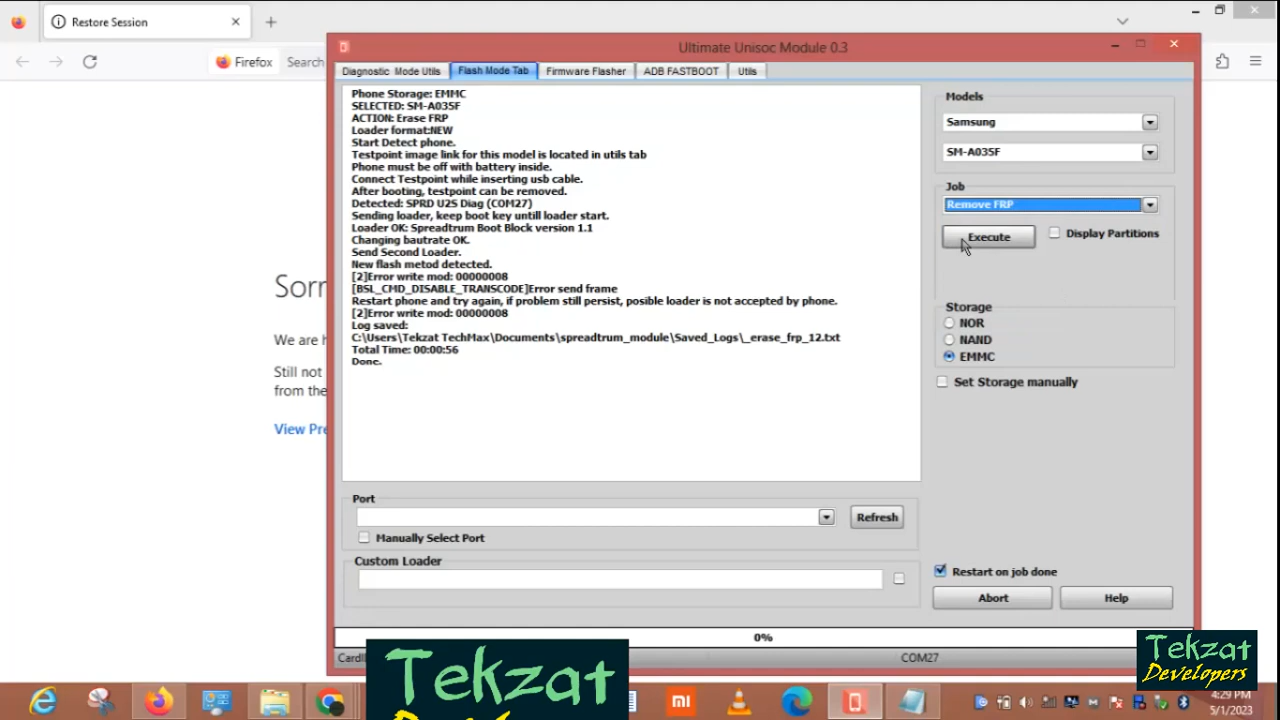 Restore Session
Firefox
Search
Sorr
We are h
Still not
from the
View Pre
Ultimate Unisoc Module 0.3
Diagnostic Mode Utils
Flash Mode Tab
Firmware Flasher
ADB FASTBOOT
Utils
Phone Storage: EMMC
SELECTED: SM-A035F
ACTION: Erase FRP
Loader format:NEW
Start Detect phone.
Testpoint image link for this model is located in utils tab
Phone must be off with battery inside.
Connect Testpoint while inserting usb cable.
After booting, testpoint can be removed.
Detected: SPRD U2S Diag (COM27)
Sending loader, keep boot key untill loader start.
Loader OK: Spreadtrum Boot Block version 1.1
Changing bautrate OK.
Send Second Loader.
New flash metod detected.
[2]Error write mod: 00000008
[BSL_CMD_DISABLE_TRANSCODE]Error send frame
Restart phone and try again, if problem still persist, posible loader is not accepted by phone.
[2]Error write mod: 00000008
Log saved:
C:\Users\Tekzat TechMax\Documents\spreadtrum_module\Saved_Logs\_erase_frp_12.txt
Total Time: 00:00:56
Done.
Models
Samsung
SM-A035F
Job
Remove FRP
Execute
Display Partitions
Storage
NOR
NAND
EMMC
Set Storage manually
Port
Refresh
Manually Select Port
Custom Loader
Restart on job done
Abort
Help
0%
CardI
COM27
Tekzat
Developers
Tekzat
Developers
4:29 PM
5/1/2023